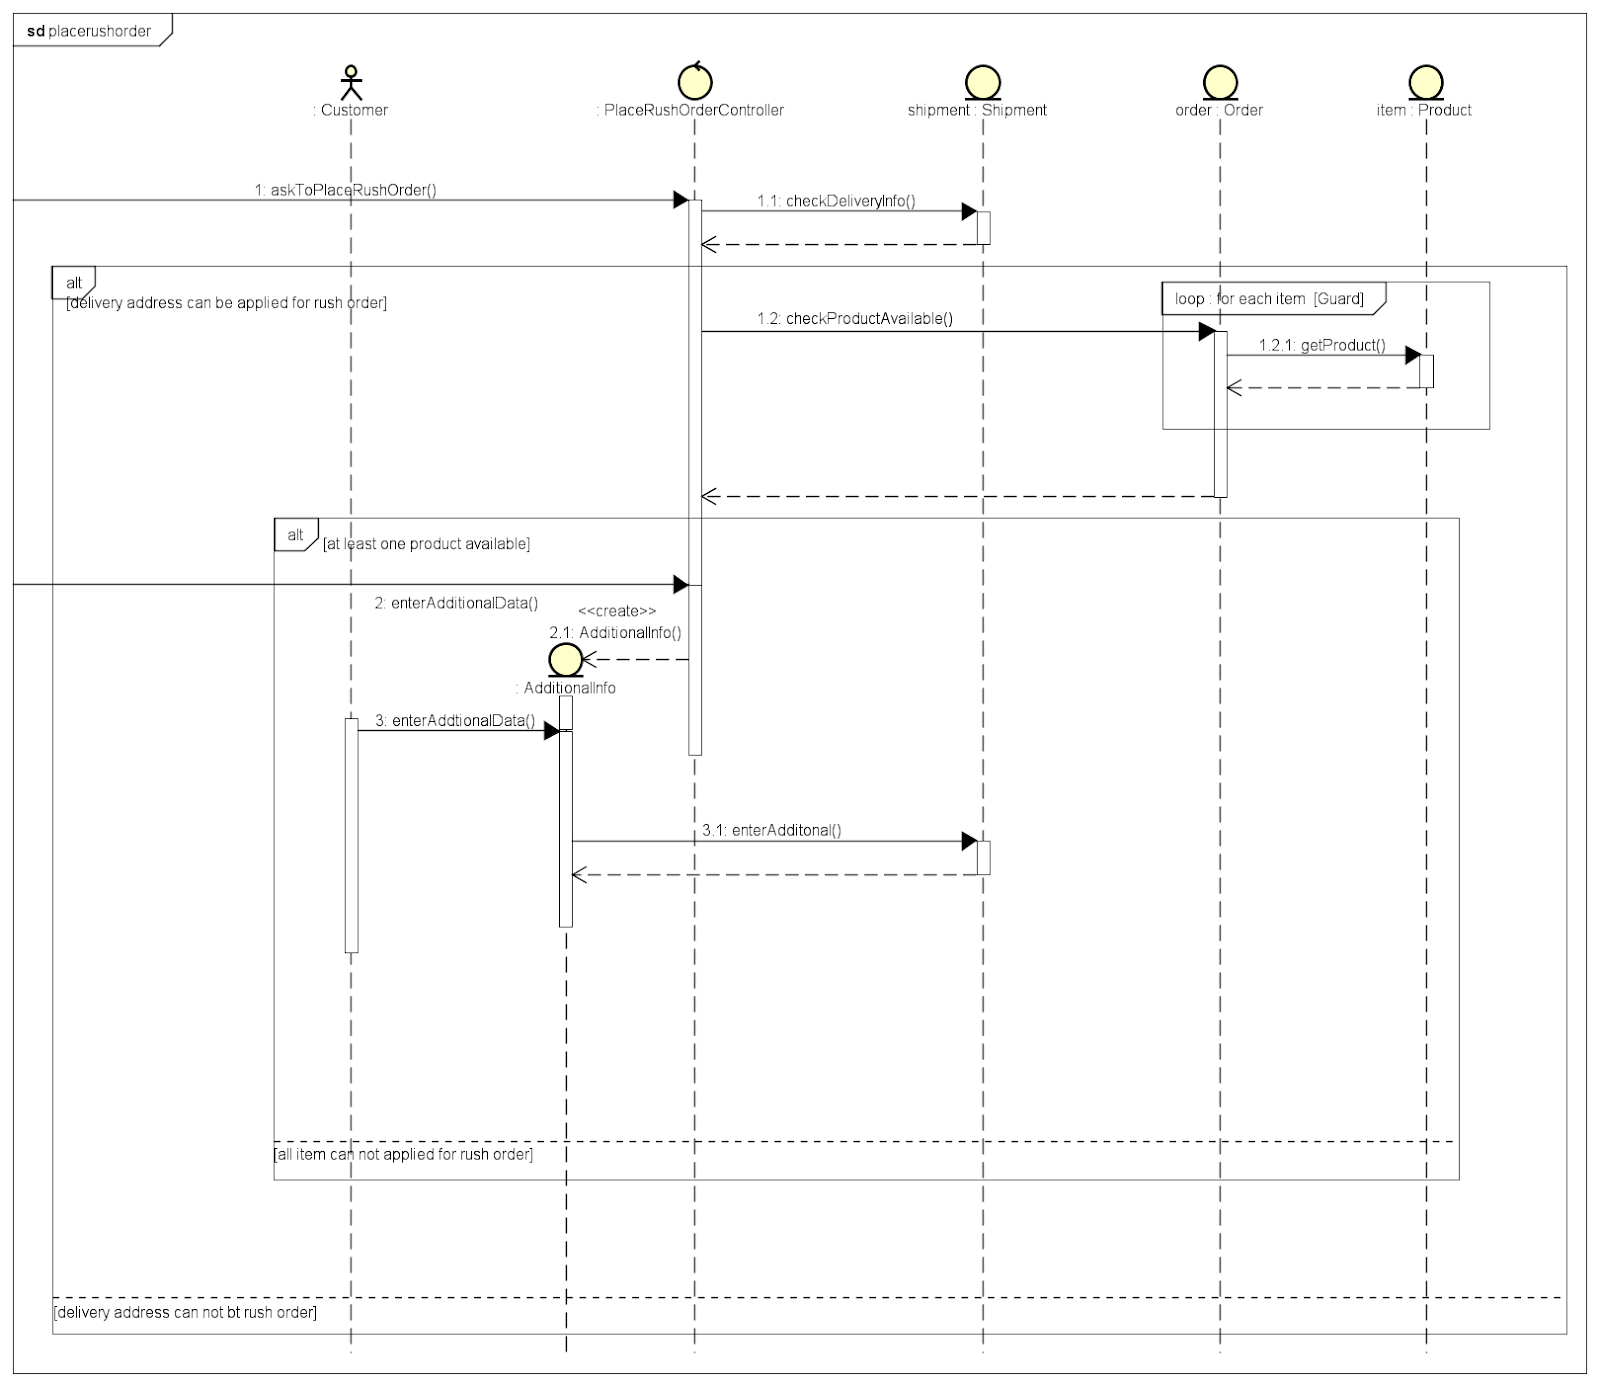 sd placerushorder
: Customer
: PlaceRushOrderController
shipment : Shipment
order : Order
item : Product
1: askToPlaceRushOrder()
1.1: checkDeliveryInfo()
alt
[delivery address can be applied for rush order]
loop : for each item [Guard]
1.2: checkProductAvailable()
1.2.1: getProduct()
alt
[at least one product available]
2: enterAdditionalData()
<<create>>
2.1: AdditionalInfo()
: AdditionalInfo
3: enterAddtionalData()
3.1: enterAdditonal()
[all item can not applied for rush order]
[delivery address can not bt rush order]